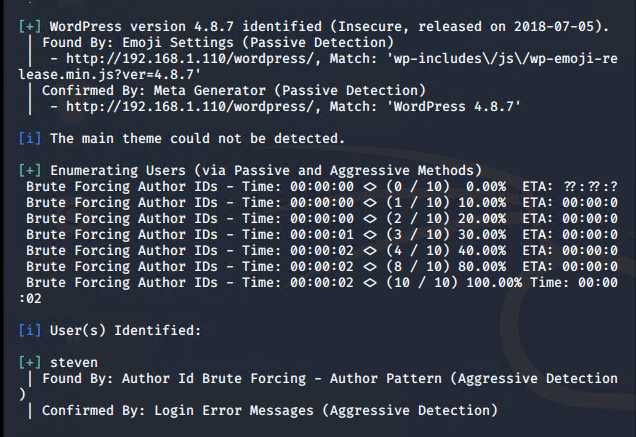 [+] WordPress version 4.8.7 identified (Insecure, released on 2018-07-05).
| Found By: Emoji Settings (Passive Detection)
|  - http://192.168.1.110/wordpress/, Match: 'wp-includes\/js\/wp-emoji-re
lease.min.js?ver=4.8.7'
| Confirmed By: Meta Generator (Passive Detection)
|  - http://192.168.1.110/wordpress/, Match: 'WordPress 4.8.7'
[i] The main theme could not be detected.
[+] Enumerating Users (via Passive and Aggressive Methods)
Brute Forcing Author IDs - Time: 00:00:00 <> (0 / 10)  0.00%  ETA: ??:??:?
Brute Forcing Author IDs - Time: 00:00:00 <> (1 / 10) 10.00%  ETA: 00:00:0
Brute Forcing Author IDs - Time: 00:00:00 <> (2 / 10) 20.00%  ETA: 00:00:0
Brute Forcing Author IDs - Time: 00:00:01 <> (3 / 10) 30.00%  ETA: 00:00:0
Brute Forcing Author IDs - Time: 00:00:02 <> (4 / 10) 40.00%  ETA: 00:00:0
Brute Forcing Author IDs - Time: 00:00:02 <> (8 / 10) 80.00%  ETA: 00:00:0
Brute Forcing Author IDs - Time: 00:00:02 <> (10 / 10) 100.00% Time: 00:00
:02
[i] User(s) Identified:
[+] steven
| Found By: Author Id Brute Forcing - Author Pattern (Aggressive Detection
)
| Confirmed By: Login Error Messages (Aggressive Detection)